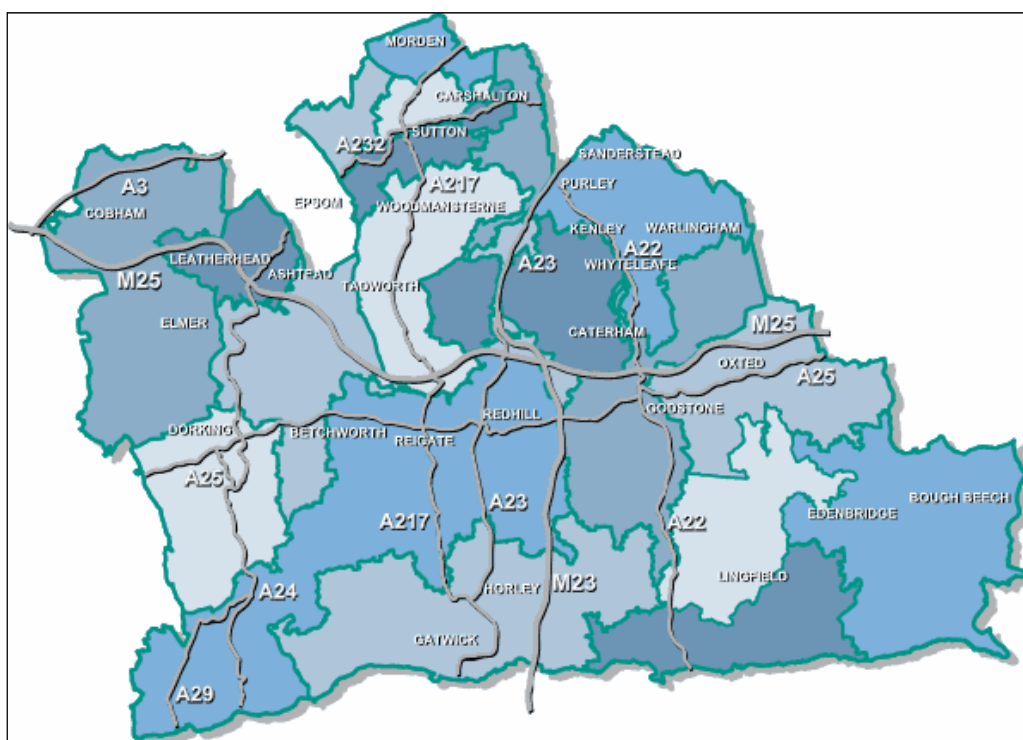 MORDEN
CARSHALTON
A232
SUTTON
SANDERSTEAD
A3
A217
PURLEY
EPSOM
WOODMANSTERNE
COBHAM
KENLEY
WARLINGHAM
A22
LEATHERHEAD
A23
WHYTELEAFE
ASHTEAD
M25
TADWORTH
ELMER
CATERHAM
M25
OXTED
A25
GODSTONE
REDHILL
DORKING
BETCHWORTH
REIGATE
A25
A23
BOUGH BEECH
EDENBRIDGE
A217
A22
LINGFIELD
A24
HORLEY
M23
GATWICK
A29